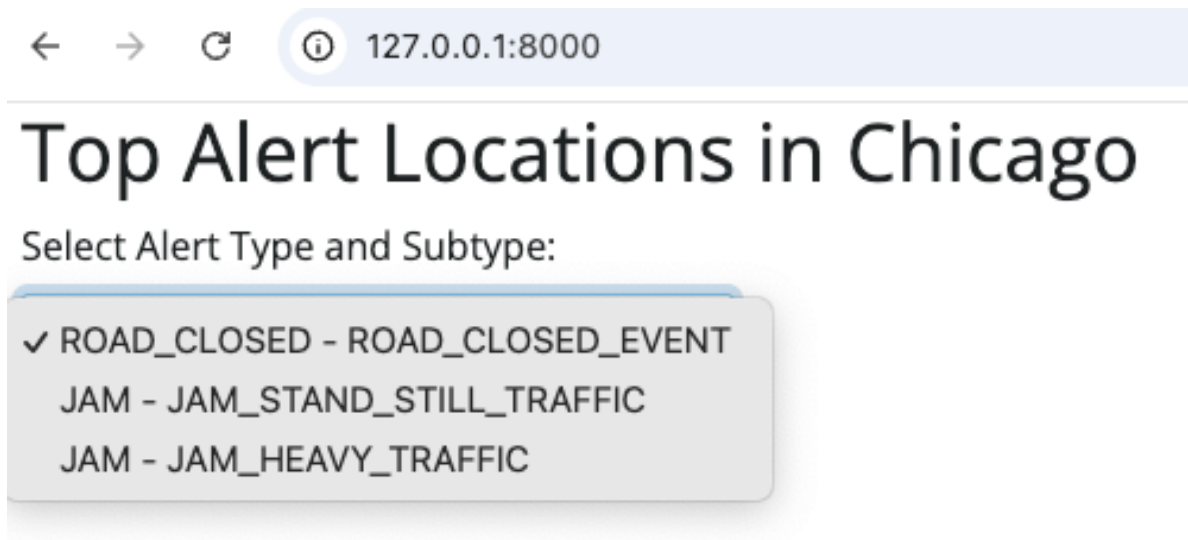 127.0.0.1:8000
Top Alert Locations in Chicago
Select Alert Type and Subtype:
ROAD_CLOSED - ROAD_CLOSED_EVENT
JAM - JAM_STAND_STILL_TRAFFIC
JAM - JAM_HEAVY_TRAFFIC